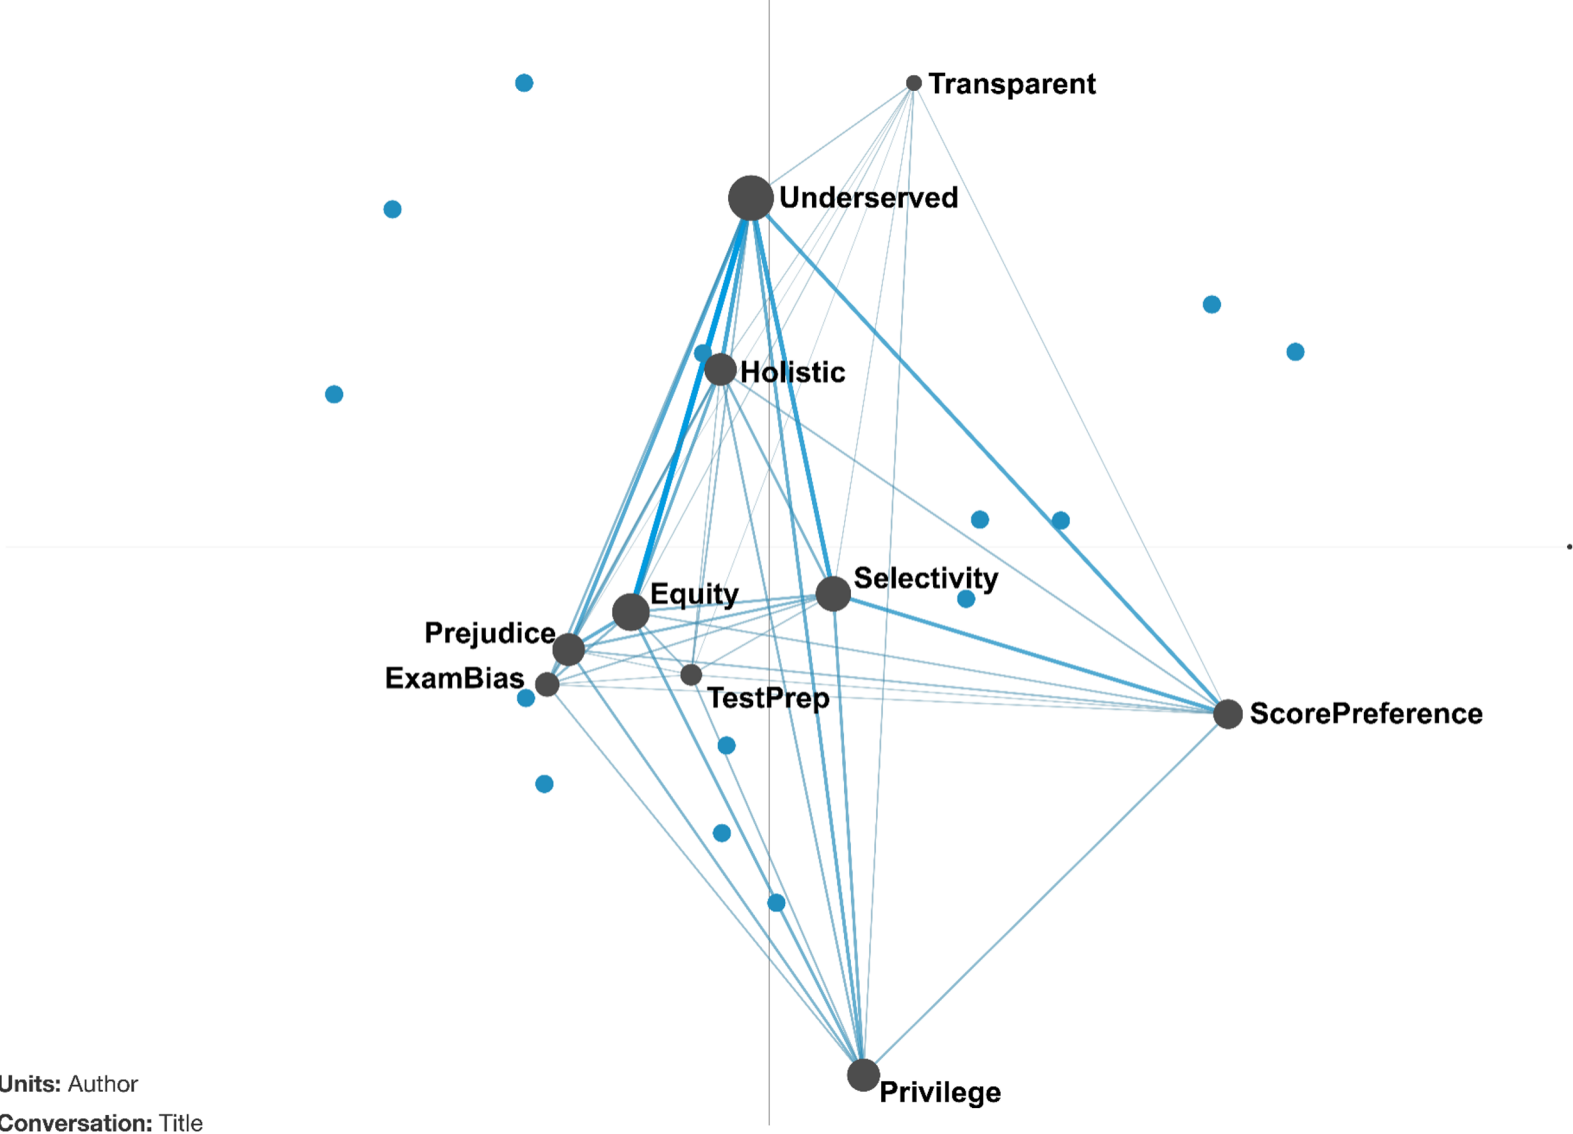 Transparent
Underserved
Holistic
Selectivity
Equity
Prejudice
ExamBias
TestPrep
ScorePreference
Units: Author
Privilege
Conversation: Title